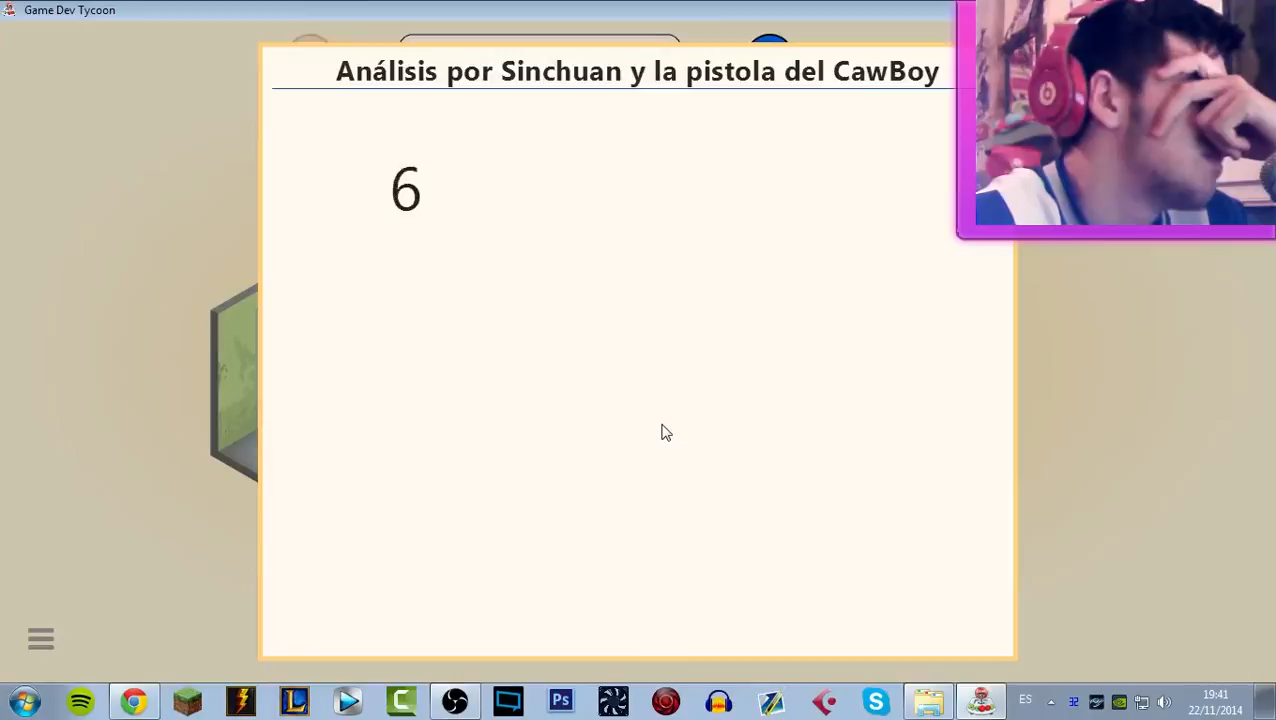 Game Dev Tycoon
Análisis por Sinchuan y la pistola del CawBoy
6
ES
19:41
22/11/2014